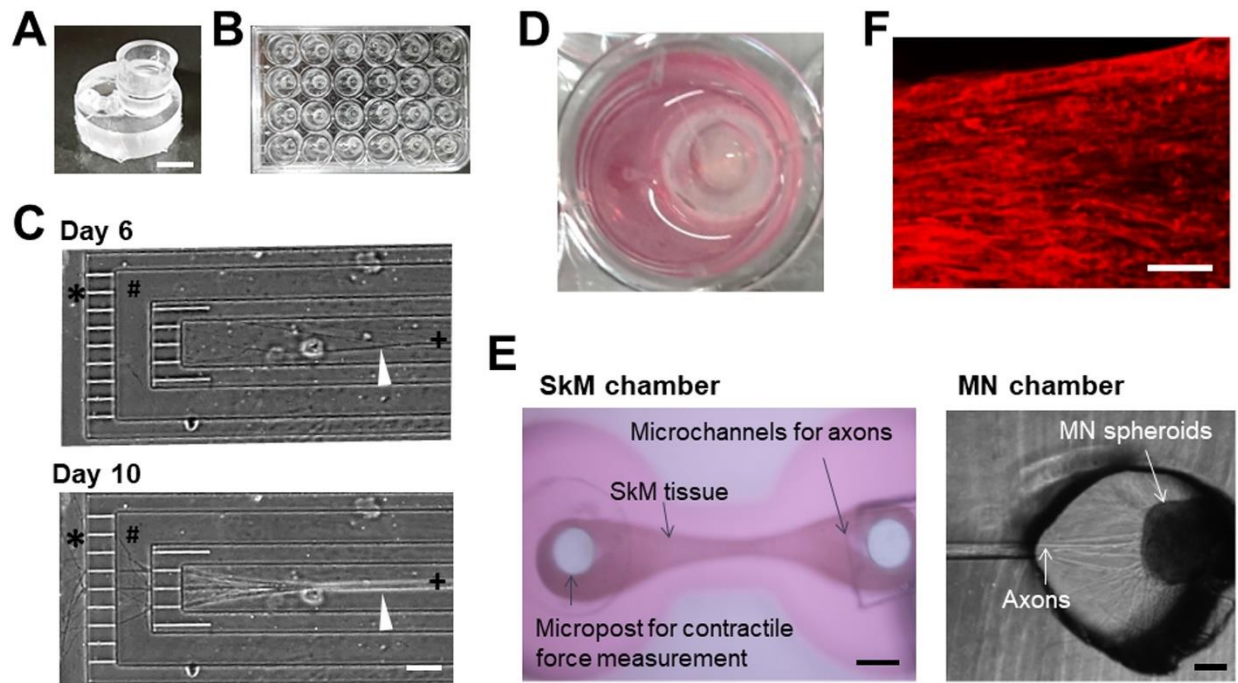 A
B
D
F
C
Day 6
*
#
+
Day 10
*
#
+
E
SkM chamber
MN chamber
Microchannels for axons
SkM tissue
Micropost for contractile
force measurement
MN spheroids
Axons